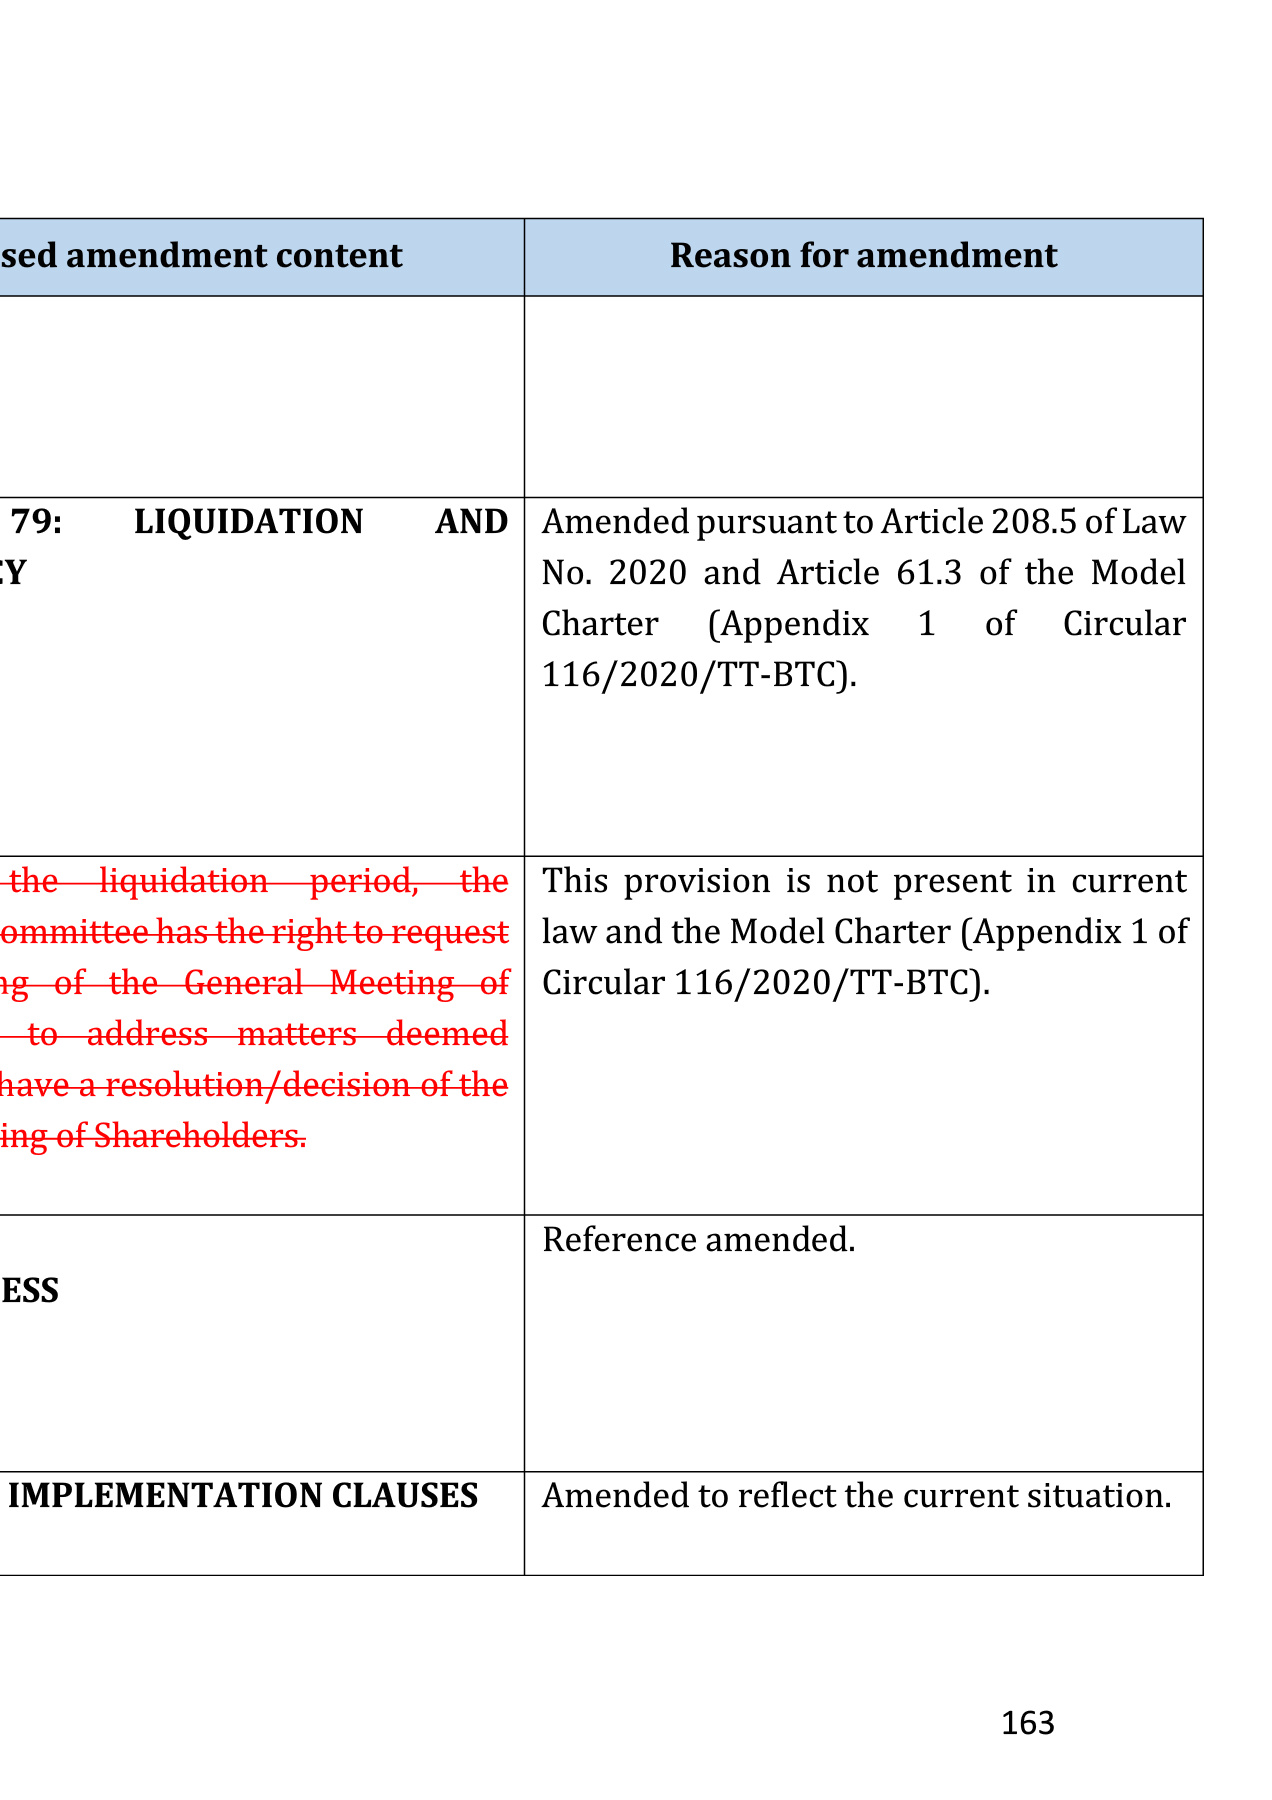 sed amendment content
Reason for amendment
79: LIQUIDATION AND
EY
Amended pursuant to Article 208.5 of Law
No. 2020 and Article 61.3 of the Model
Charter (Appendix 1 of Circular
116/2020/TT-BTC).
the liquidation period, the
ommittee has the right to request
ng of the General Meeting of
to address matters deemed
have a resolution/decision of the
ing of Shareholders.
This provision is not present in current
law and the Model Charter (Appendix 1 of
Circular 116/2020/TT-BTC).
ESS
Reference amended.
IMPLEMENTATION CLAUSES
Amended to reflect the current situation.
163